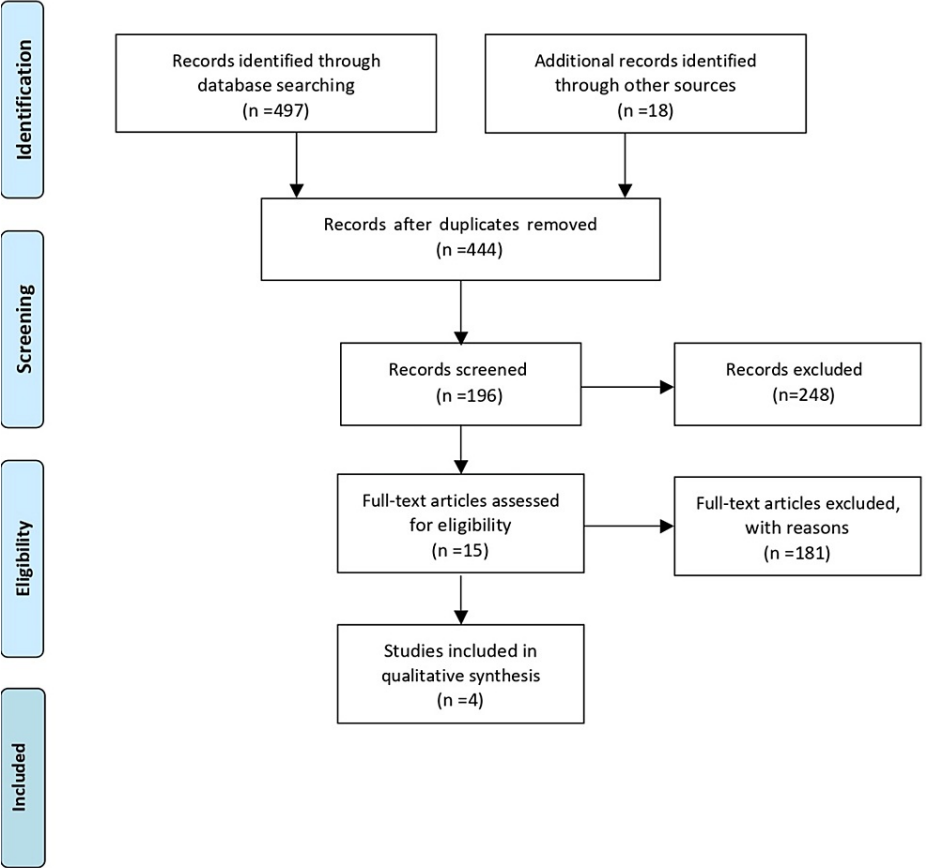 Identification
Records identified through
database searching
(n =497)
Additional records identified
through other sources
(n =18)
Records after duplicates removed
(n =444)
Screening
Records screened
(n =196)
Records excluded
(n=248)
Eligibility
Full-text articles assessed
for eligibility
(n =15)
Full-text articles excluded,
with reasons
(n =181)
Studies included in
qualitative synthesis
(n =4)
Included